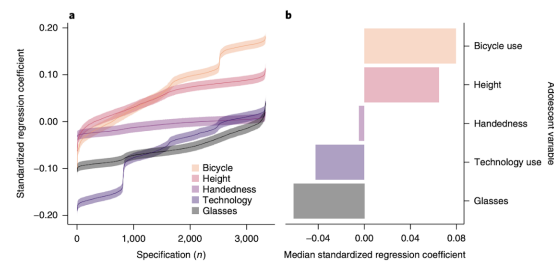 a
Standardized regression coefficient
0.20
0.10
0.00
−0.10
−0.20
0
1,000
2,000
3,000
Specification (n)
Bicycle
Height
Handedness
Technology
Glasses
b
Bicycle use
Height
Handedness
Technology use
Glasses
Adolescent variable
−0.04
0.00
0.04
0.08
Median standardized regression coefficient